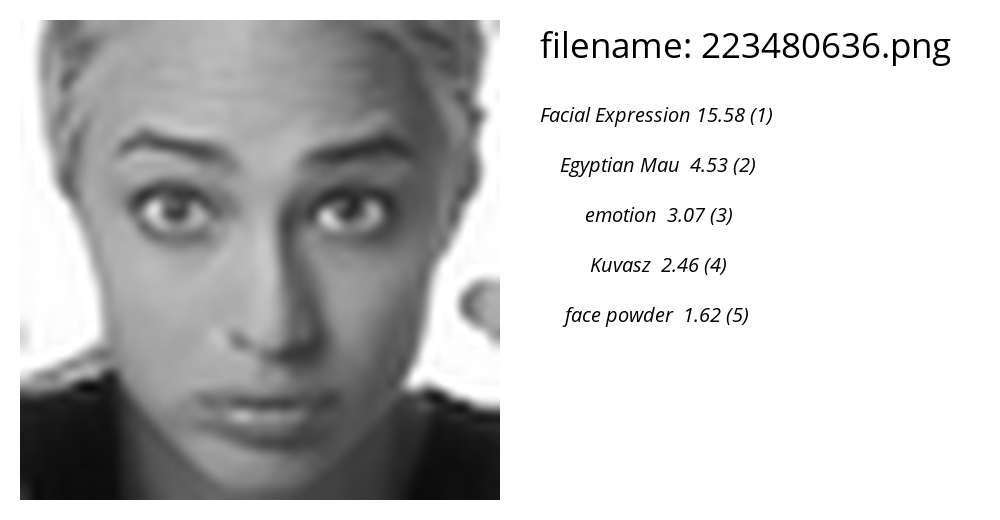 filename: 223480636.png
Facial Expression 15.58 (1)
Egyptian Mau 4.53 (2)
emotion 3.07 (3)
Kuvasz 2.46 (4)
face powder 1.62 (5)